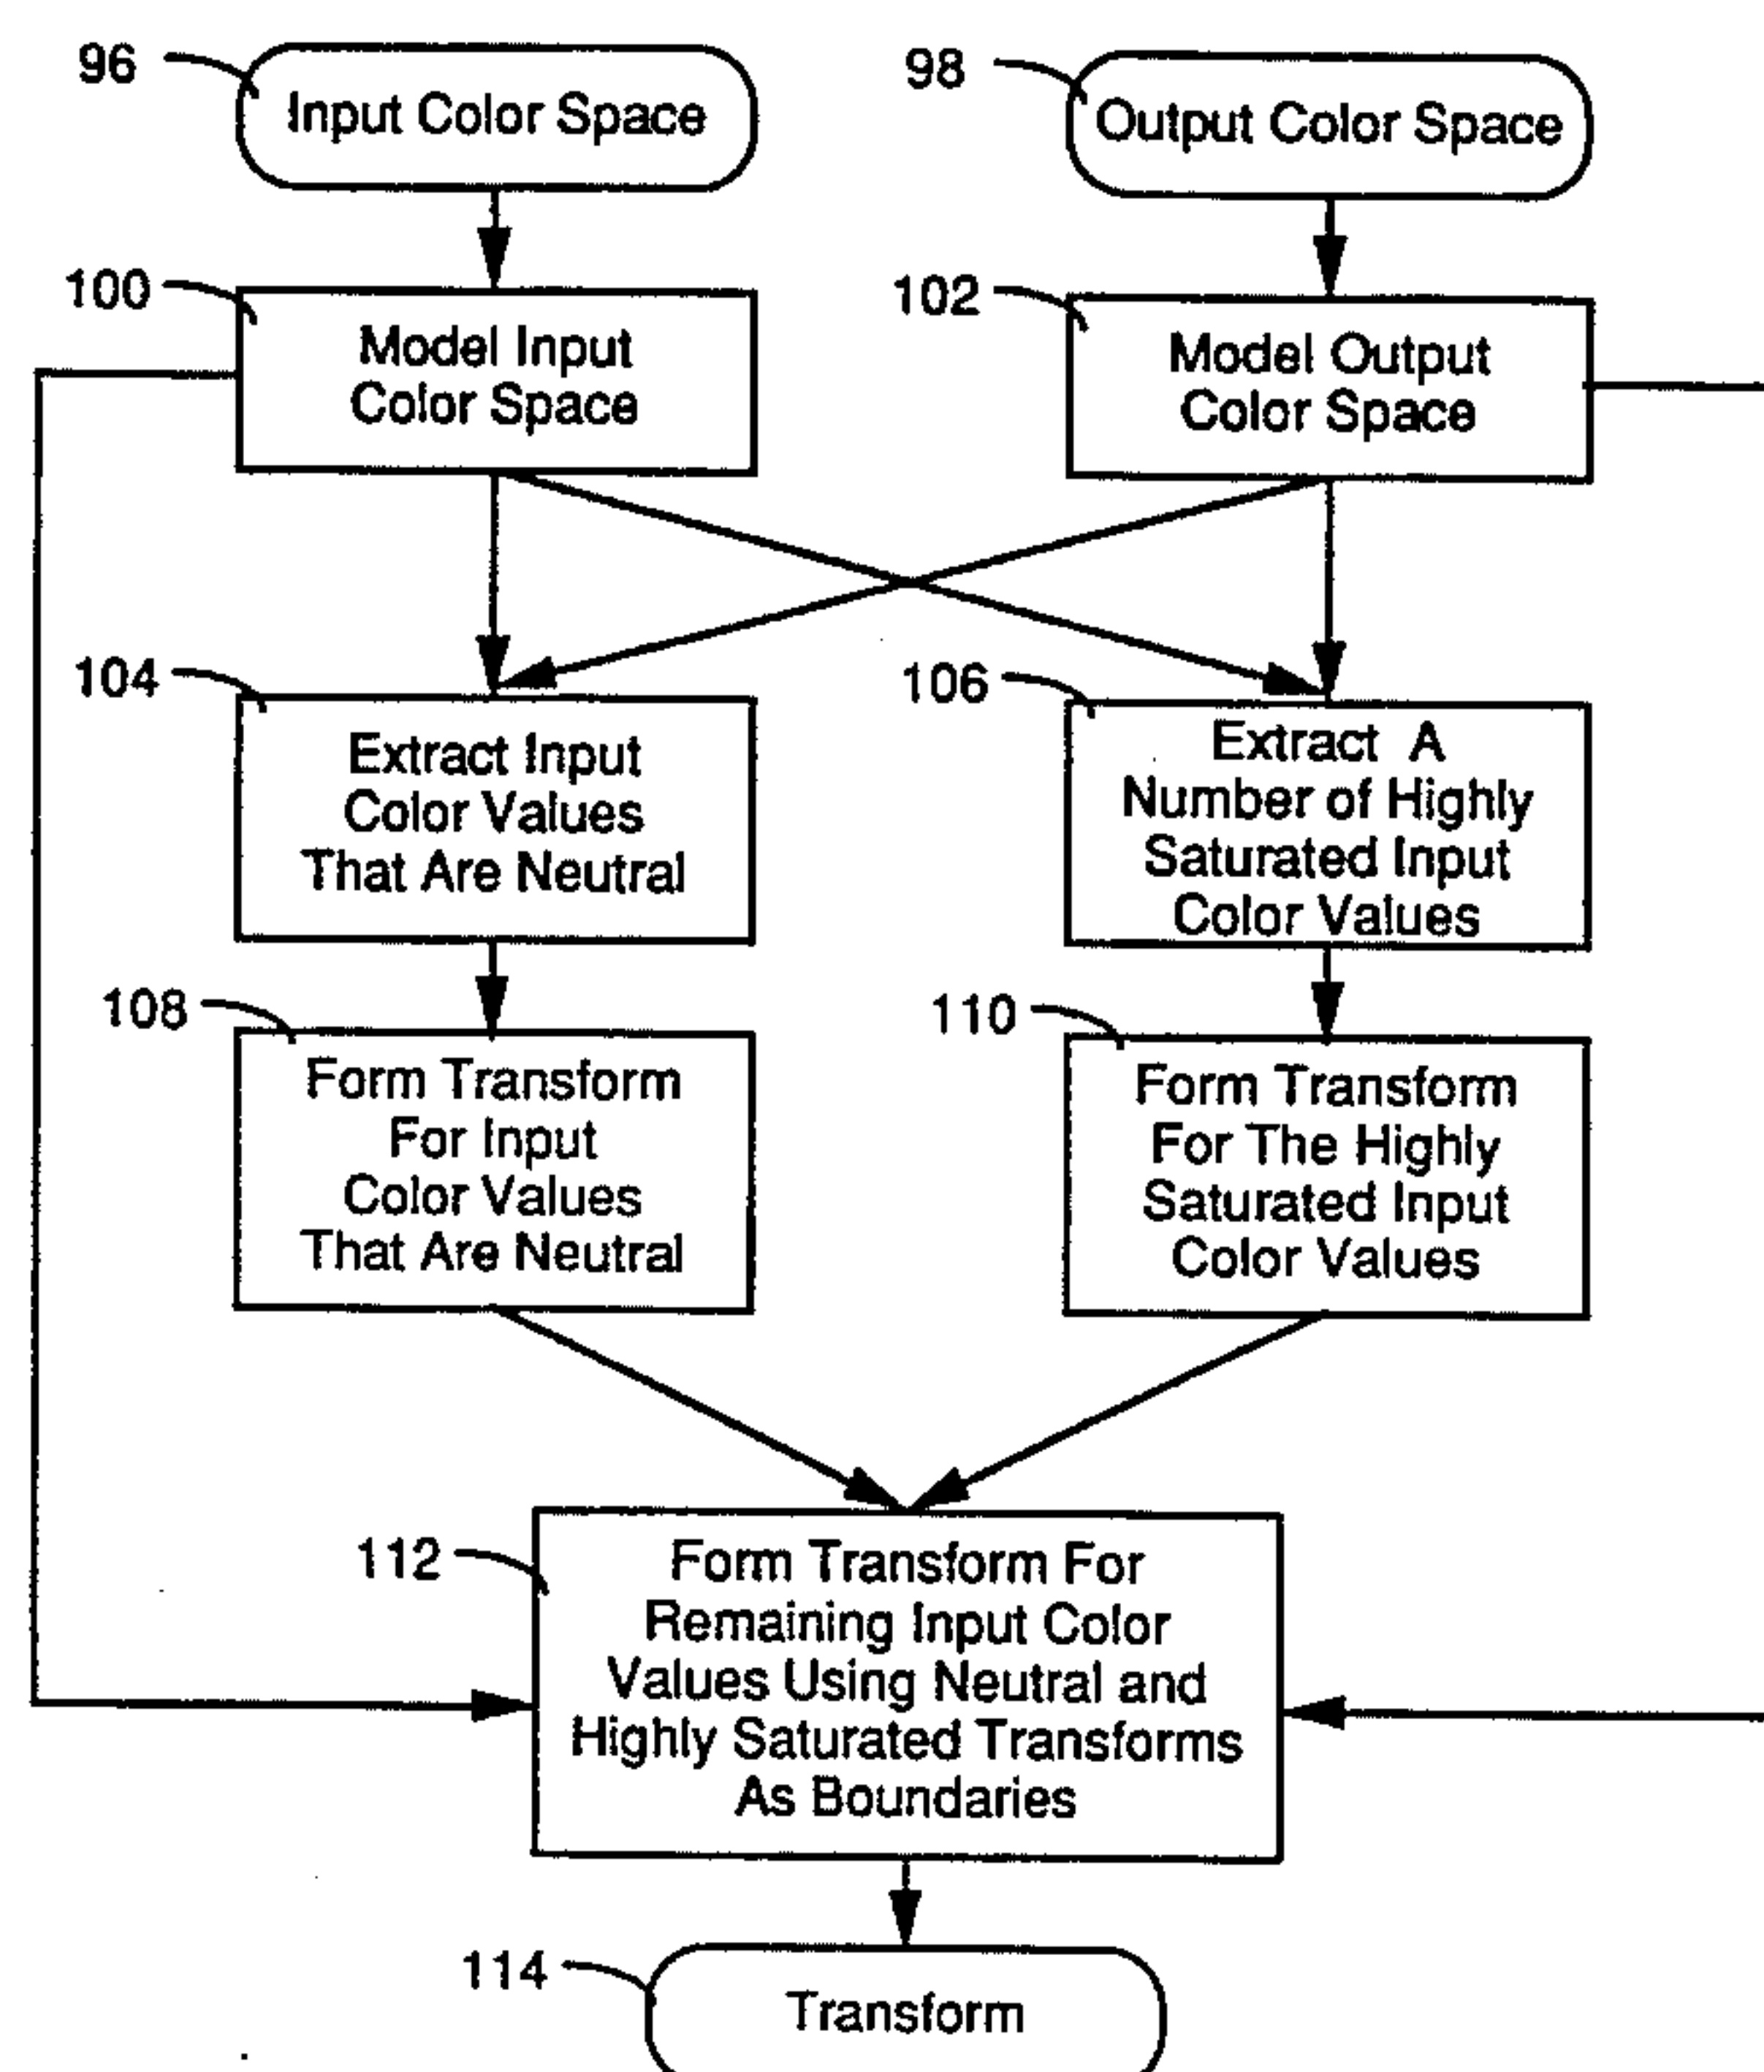 96
Input Color Space
98
Output Color Space
100
Model Input
Color Space
102
Model Output
Color Space
104
Extract Input
Color Values
That Are Neutral
106
Extract A
Number of Highly
Saturated Input
Color Values
108
Form Transform
For Input
Color Values
That Are Neutral
110
Form Transform
For The Highly
Saturated Input
Color Values
112
Form Transform For
Remaining Input Color
Values Using Neutral and
Highly Saturated Transforms
As Boundaries
114
Transform